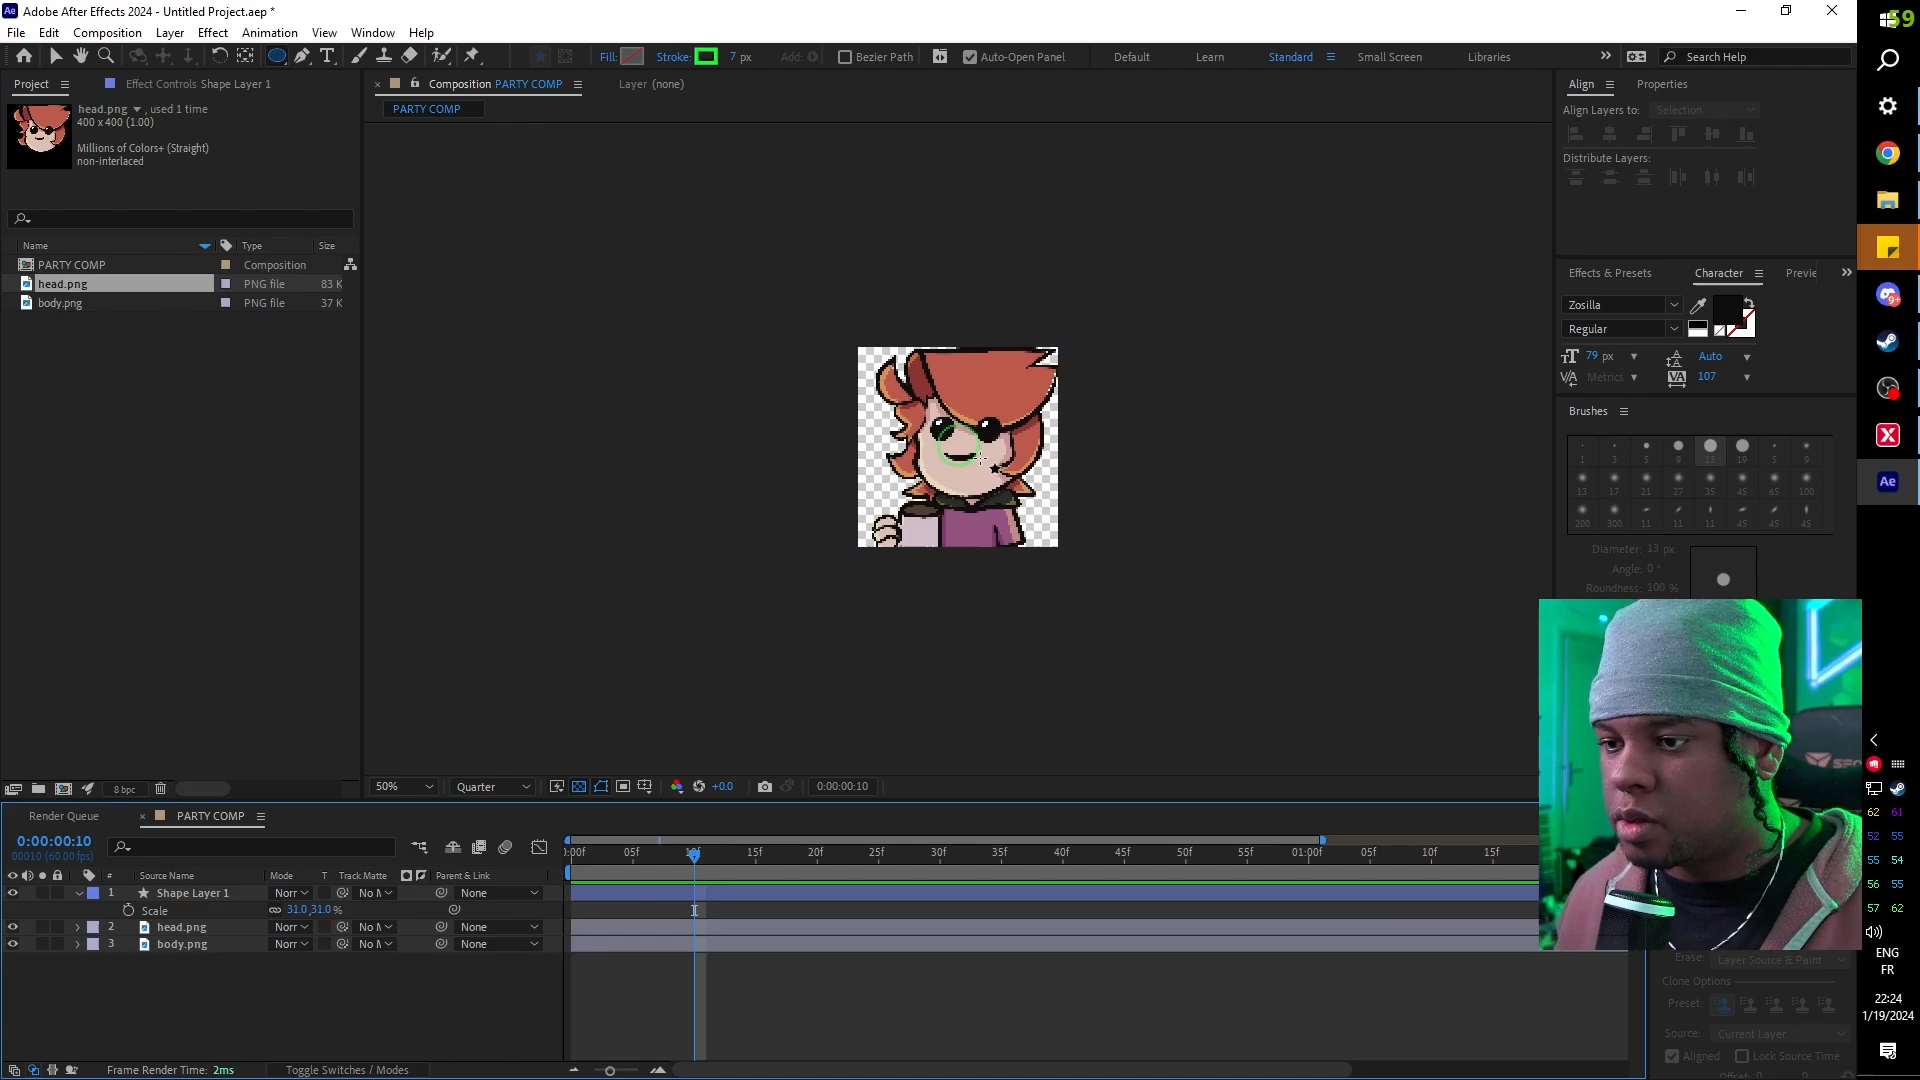 Adobe After Effects 2024 - Untitled Project.aep *
File Edit Composition Layer Effect Animation View Window Help
Fill: Stroke: 7 px Add: Bezier Path Auto-Open Panel Default Learn Standard Small Screen Libraries Search Help
Project Effect Controls Shape Layer 1
Composition PARTY COMP Layer (none)
PARTY COMP
head.png , used 1 time
400 x 400 (1.00)
Millions of Colors+ (Straight)
non-interlaced
Name Type Size
PARTY COMP Composition
head.png PNG file 83 K
body.png PNG file 37 K
8 bpc
50% Quarter +0.0 0:00:00:10
Align Properties
Align Layers to: Selection
Distribute Layers:
Effects & Presets Character Previe
Zosilla
Regular
79 px Auto
Metrics 107
Brushes
1 3 5 9 13 19 5 9
13 17 21 27 35 45 65 100
200 300 11 11 11 45 45 45
Diameter: 13 px
Angle: 0 °
Roundness: 100 %
Render Queue PARTY COMP
0:00:00:10
00010 (60.00 fps)
:00f 05f 10f 15f 20f 25f 30f 35f 40f 45f 50f 55f 01:00f 05f 10f 15f
# Source Name Mode T Track Matte Parent & Link
1 Shape Layer 1 Norr No M None
Scale 31.0,31.0 %
2 head.png Norr No M None
3 body.png Norr No M None
Frame Render Time: 2ms Toggle Switches / Modes
Erase: Layer Source & Paint
Clone Options
Preset:
Source: Current Layer
Aligned Lock Source Time
59
9+
Ae
62 61
52 55
55 54
56 55
57 62
ENG
FR
22:24
1/19/2024